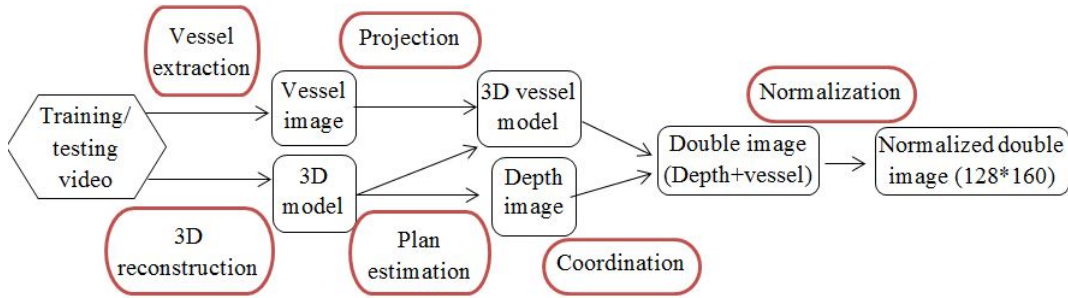 Vessel
extraction
Projection
Training/
testing
video
Vessel
image
3D vessel
model
Normalization
Double image
(Depth+vessel)
Normalized double
image (128*160)
3D
model
Depth
image
3D
reconstruction
Plan
estimation
Coordination